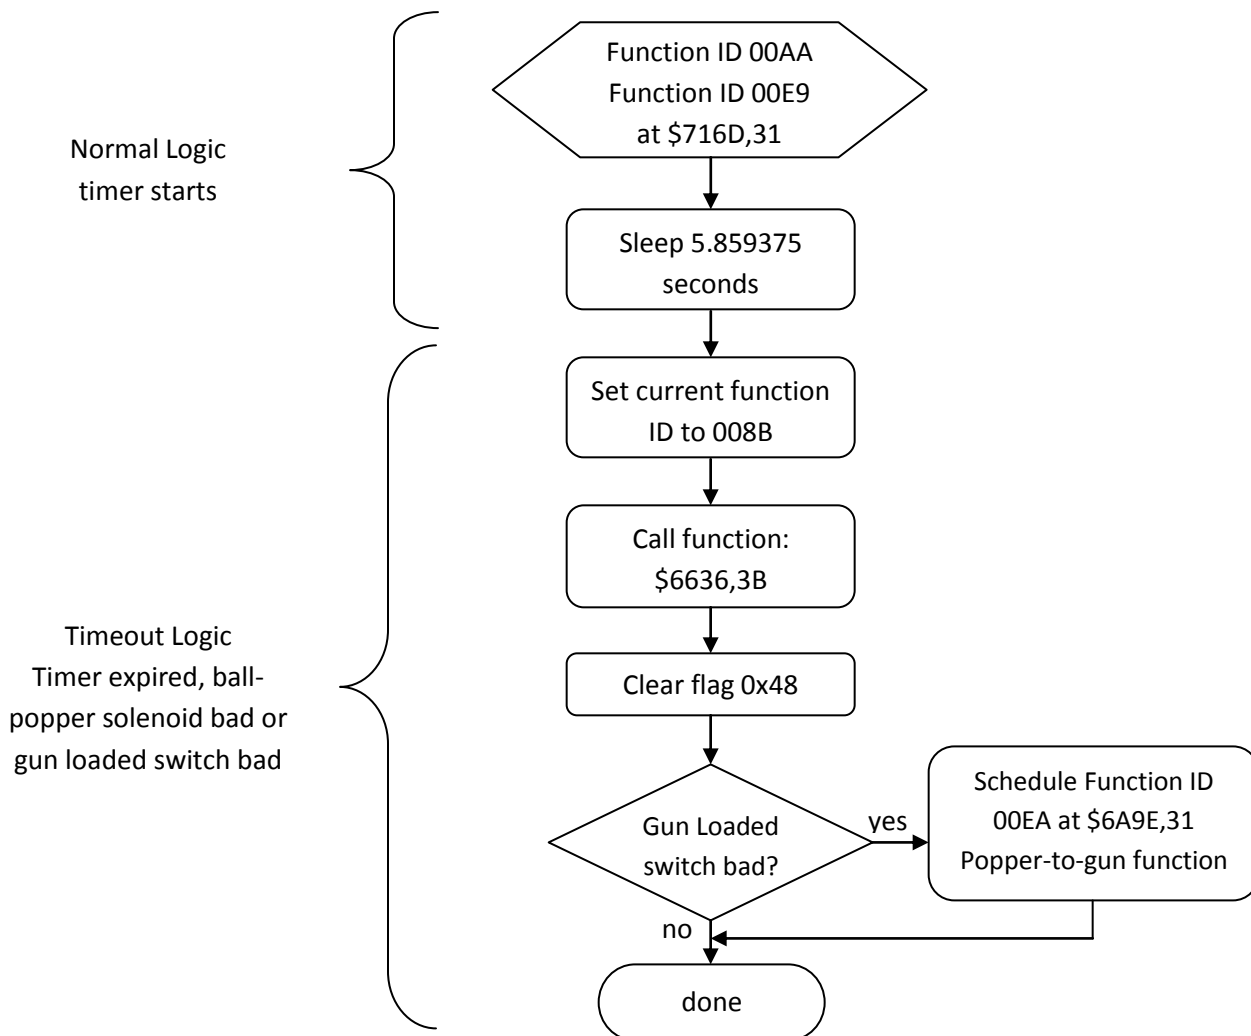 Normal Logic
timer starts
Function ID 00AA
Function ID 00E9
at $716D,31
Sleep 5.859375
seconds
Timeout Logic
Timer expired, ball-
popper solenoid bad or
gun loaded switch bad
Set current function
ID to 008B
Call function:
$6636,3B
Clear flag 0x48
Gun Loaded
switch bad?
yes
Schedule Function ID
00EA at $6A9E,31
Popper-to-gun function
no
done